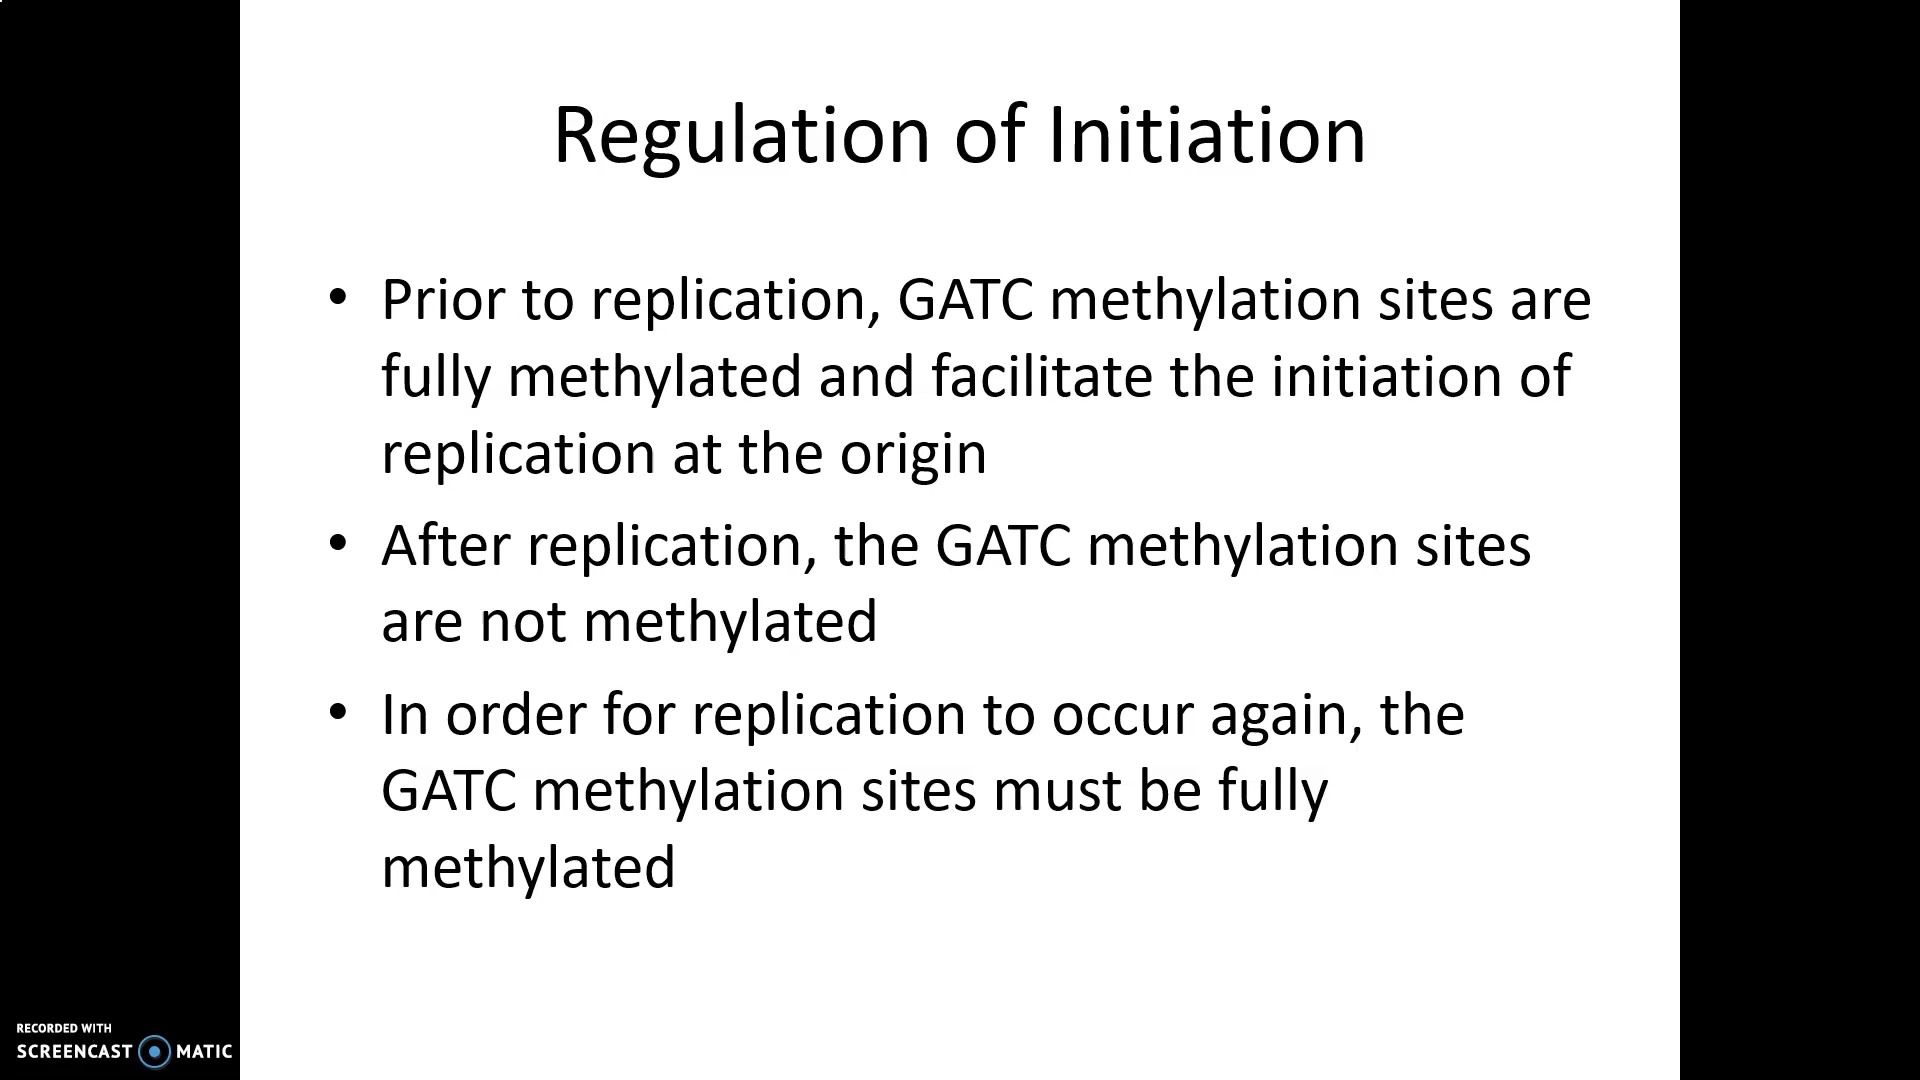 Regulation of Initiation
• Prior to replication, GATC methylation sites are
fully methylated and facilitate the initiation of
replication at the origin
• After replication, the GATC methylation sites
are not methylated
• In order for replication to occur again, the
GATC methylation sites must be fully
methylated
RECORDED WITH
SCREENCAST MATIC